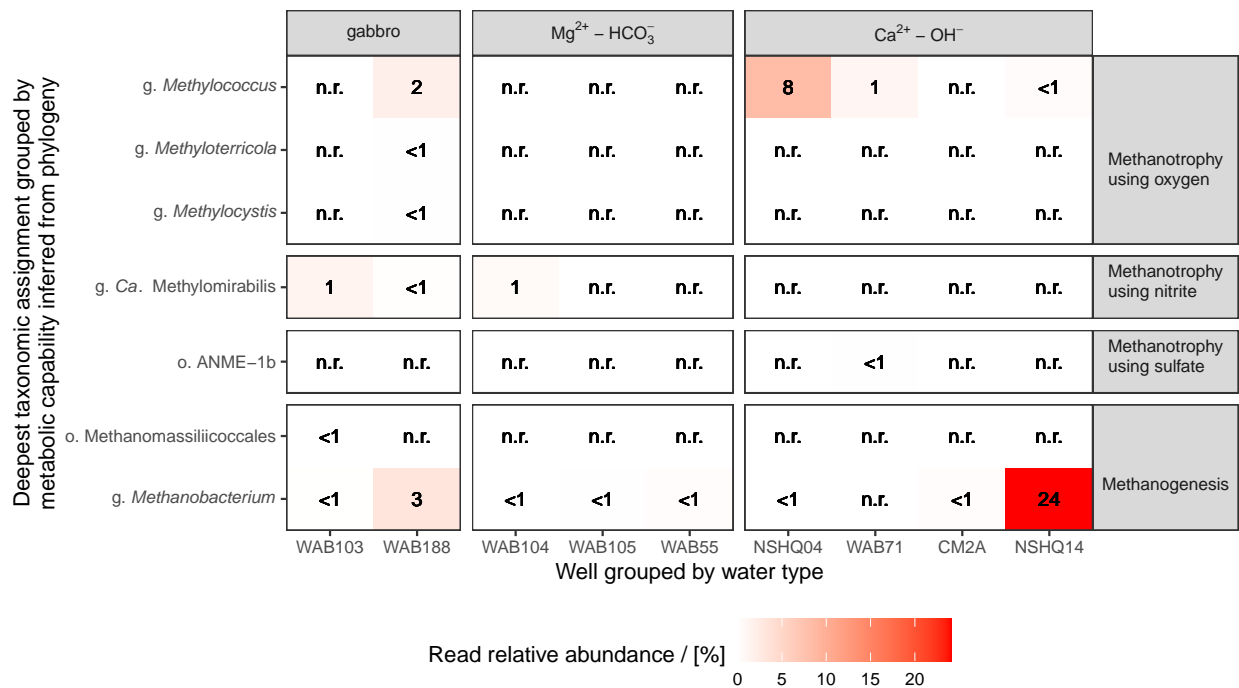 gabbro Mg²⁺ − HCO₃⁻ Ca²⁺ − OH⁻
Deepest taxonomic assignment grouped by
metabolic capability inferred from phylogeny
g. Methylococcus n.r. 2 n.r. n.r. n.r. 8 1 n.r. <1
g. Methyloterricola n.r. <1 n.r. n.r. n.r. n.r. n.r. n.r. n.r.
g. Methylocystis n.r. <1 n.r. n.r. n.r. n.r. n.r. n.r. n.r.
Methanotrophy
using oxygen
g. Ca. Methylomirabilis 1 <1 1 n.r. n.r. n.r. n.r. n.r. n.r.
Methanotrophy
using nitrite
o. ANME−1b n.r. n.r. n.r. n.r. n.r. n.r. <1 n.r. n.r.
Methanotrophy
using sulfate
o. Methanomassiliicoccales <1 n.r. n.r. n.r. n.r. n.r. n.r. n.r. n.r.
g. Methanobacterium <1 3 <1 <1 <1 <1 n.r. <1 24
Methanogenesis
WAB103 WAB188 WAB104 WAB105 WAB55 NSHQ04 WAB71 CM2A NSHQ14
Well grouped by water type
Read relative abundance / [%]
0 5 10 15 20